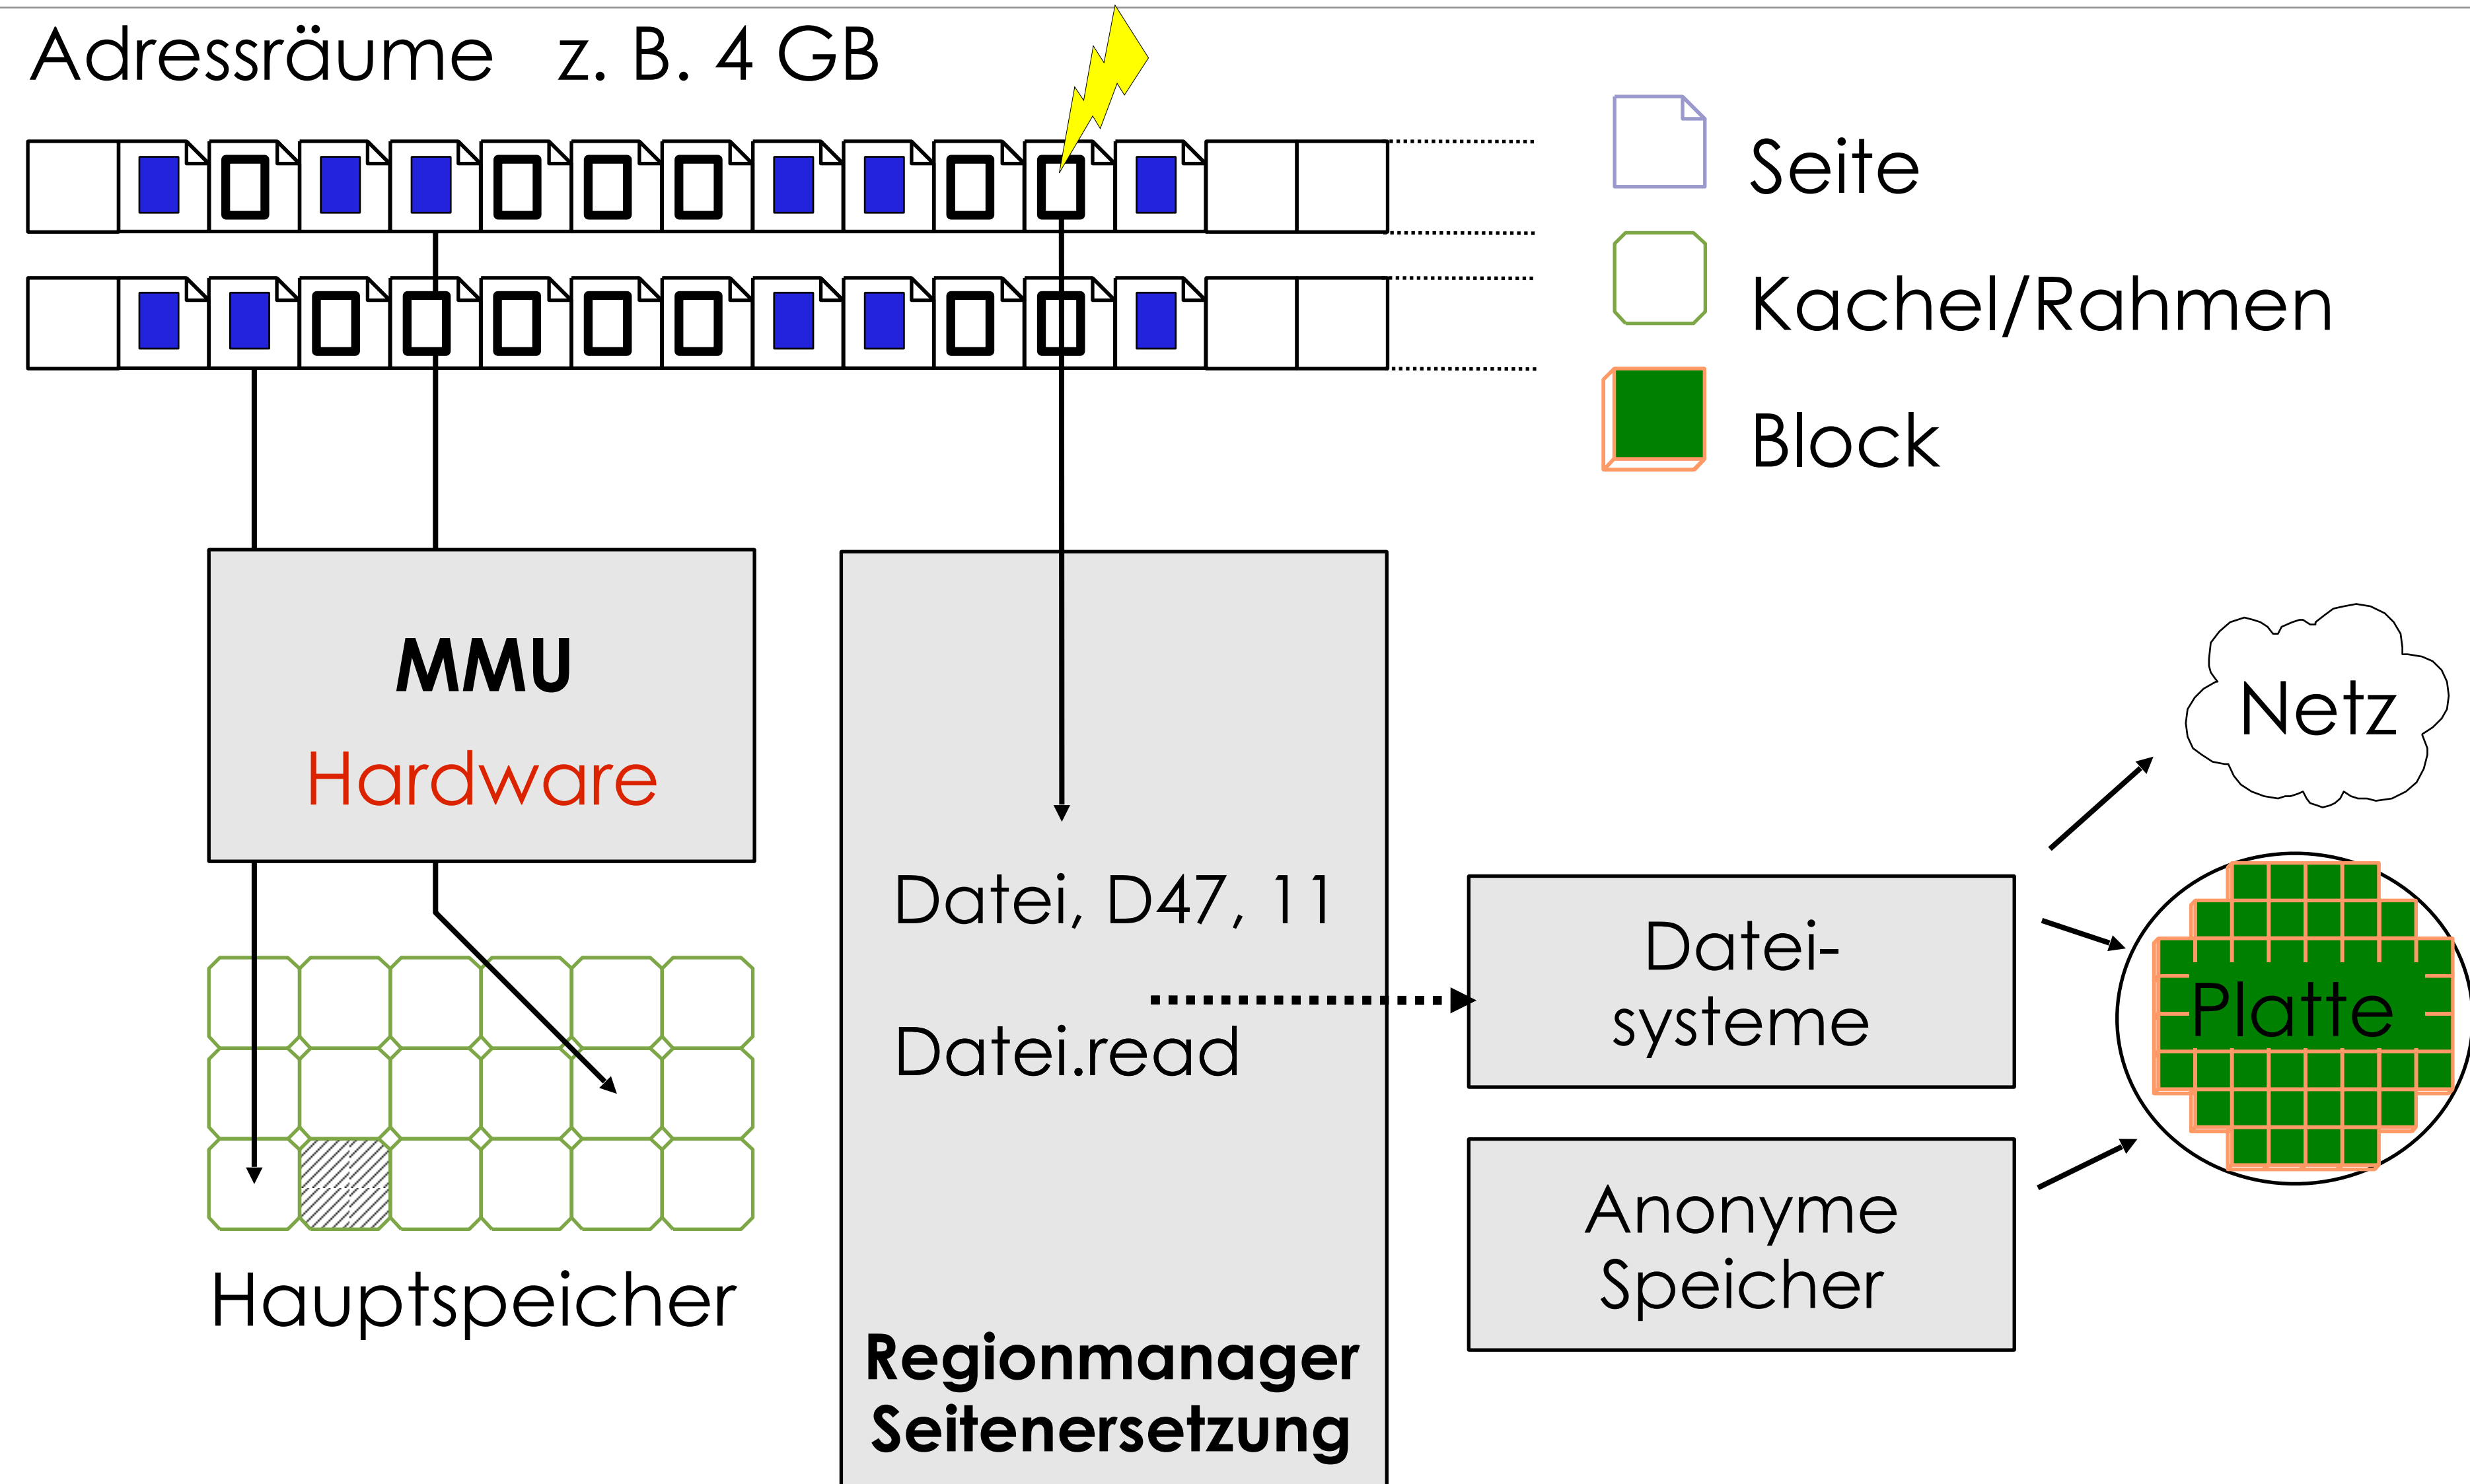 Adressräume z. B. 4 GB
Seite
Kachel/Rahmen
Block
MMU
Hardware
Hauptspeicher
Datei, D47, 11
Datei.read
Regionmanager
Seitenersetzung
Datei-
systeme
Anonyme
Speicher
Netz
Platte